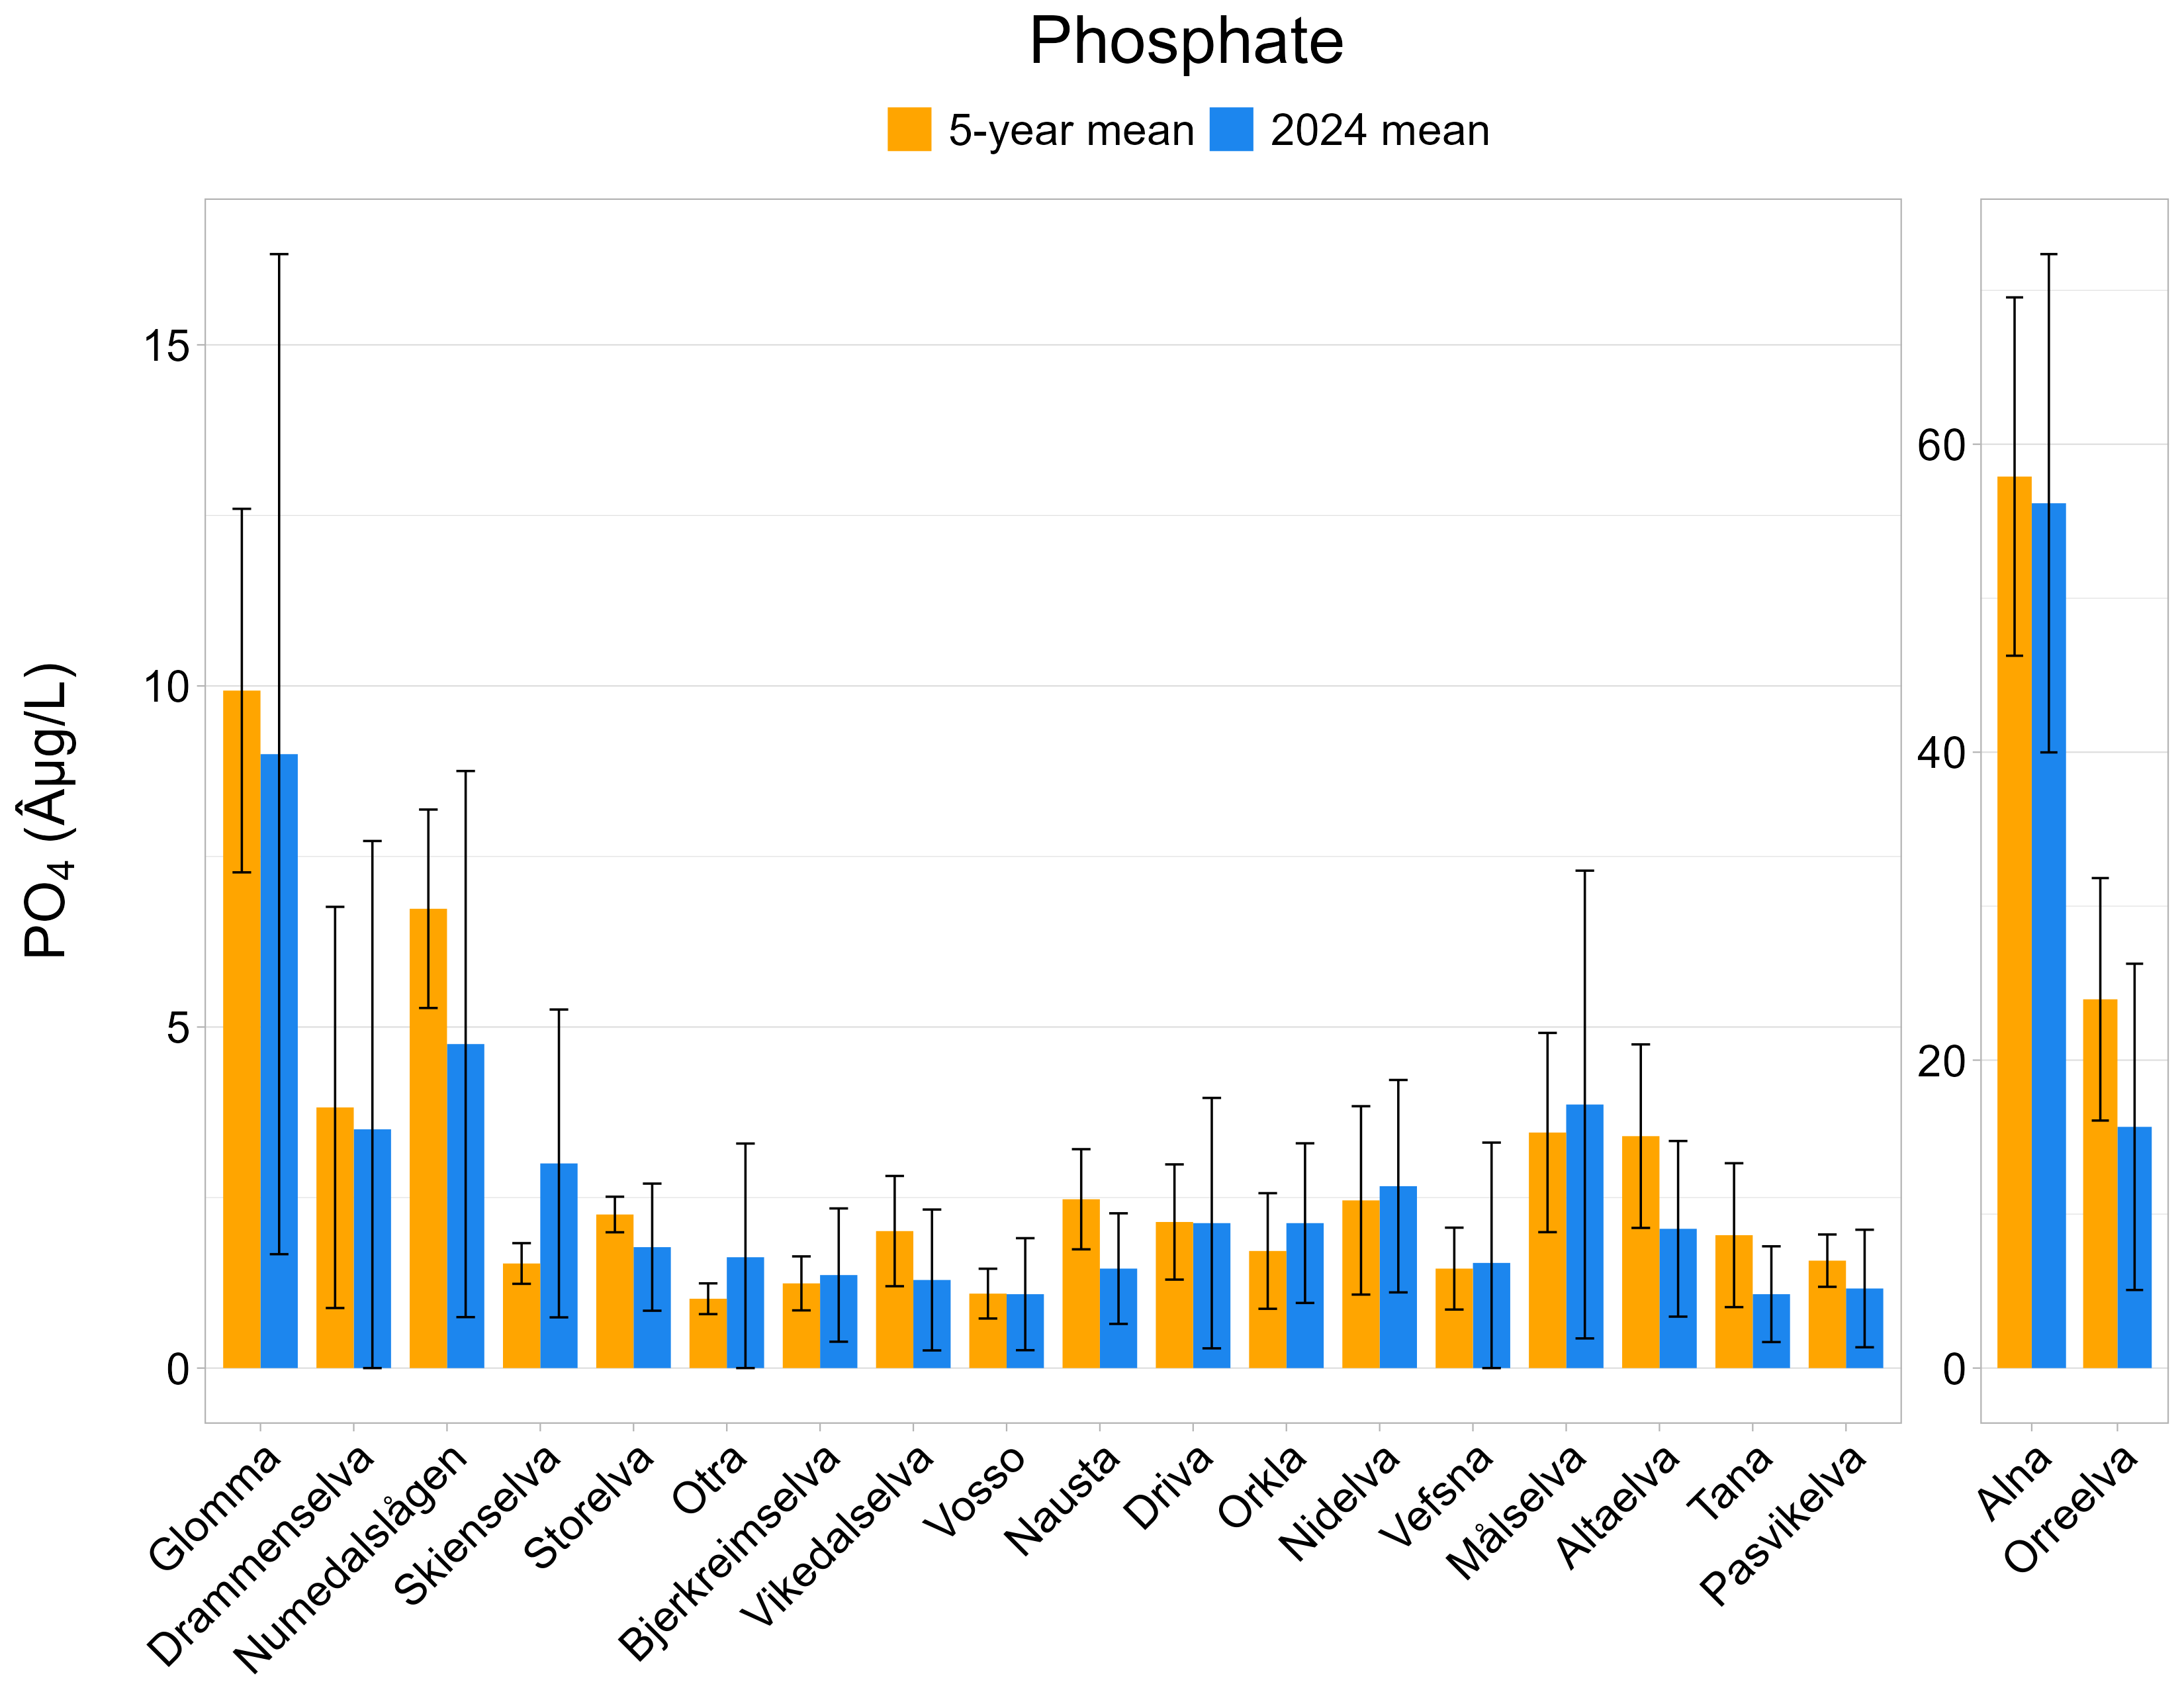 Phosphate
5-year mean 2024 mean
PO₄ (Âµg/L)
15
10
5
0
60
40
20
0
Glomma
Drammenselva
Numedalslågen
Skienselva
Storelva
Otra
Bjerkreimselva
Vikedalselva
Vosso
Nausta
Driva
Orkla
Nidelva
Vefsna
Målselva
Altaelva
Tana
Pasvikelva
Alna
Orreelva